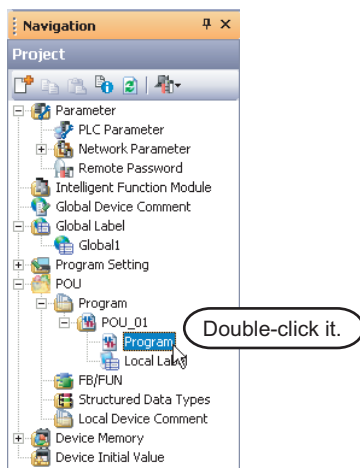 Navigation
Project
Parameter
PLC Parameter
Network Parameter
Remote Password
Intelligent Function Module
Global Device Comment
Global Label
Global1
Program Setting
POU
Program
POU_01
Program
Double-click it.
Local Label
FB/FUN
Structured Data Types
Local Device Comment
Device Memory
Device Initial Value